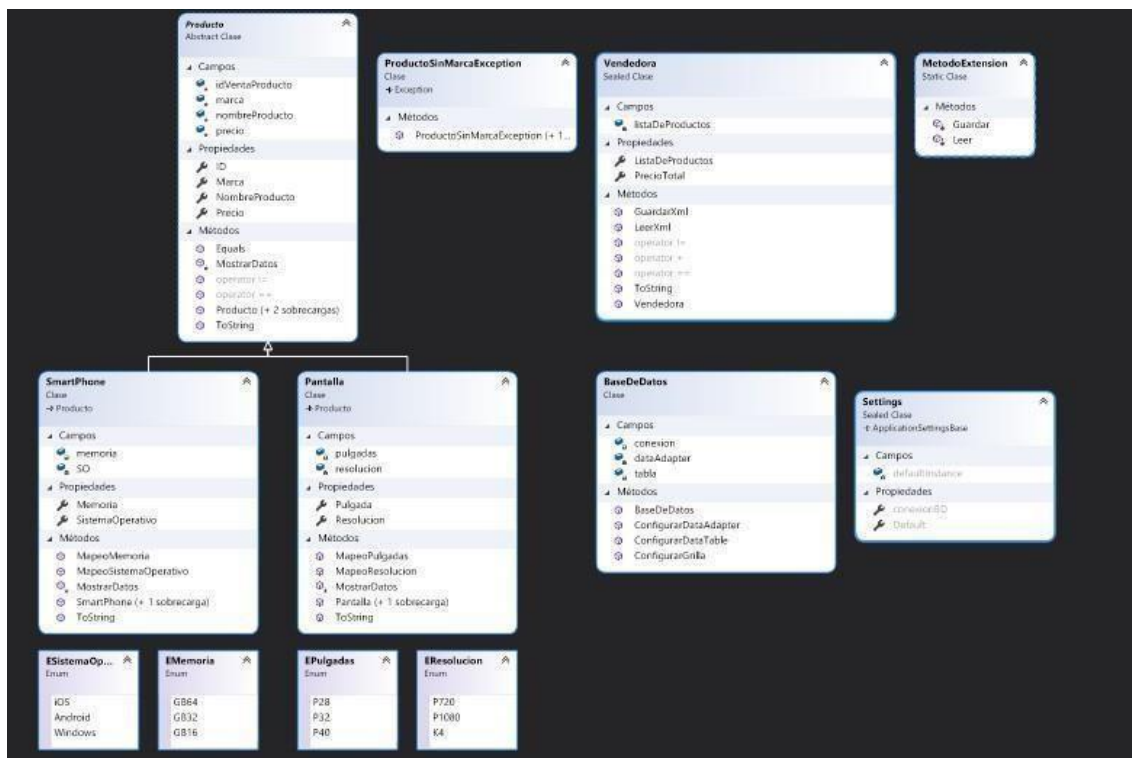 Producto
Abstract Clase
Campos
idVentaProducto
marca
nombreProducto
precio
Propiedades
ID
Marca
NombreProducto
Precio
Métodos
Equals
MostrarDatos
operator !=
operator ==
Producto (+ 2 sobrecargas)
ToString
ProductoSinMarcaException
Clase
Exception
Métodos
ProductoSinMarcaException (+ 1...
Vendedora
Sealed Clase
Campos
listaDeProductos
Propiedades
ListaDeProductos
PrecioTotal
Métodos
GuardarXml
LeerXml
operator !=
operator +
operator ==
ToString
Vendedora
MetodoExtension
Static Clase
Métodos
Guardar
Leer
SmartPhone
Clase
Producto
Campos
memoria
SO
Propiedades
Memoria
SistemaOperativo
Métodos
MapeoMemoria
MapeoSistemaOperativo
MostrarDatos
SmartPhone (+ 1 sobrecarga)
ToString
Pantalla
Clase
Producto
Campos
pulgadas
resolucion
Propiedades
Pulgada
Resolucion
Métodos
MapeoPulgadas
MapeoResolucion
MostrarDatos
Pantalla (+ 1 sobrecarga)
ToString
BaseDeDatos
Clase
Campos
conexion
dataAdapter
tabla
Métodos
BaseDeDatos
ConfigurarDataAdapter
ConfigurarDataTable
ConfigurarGrilla
Settings
Sealed Clase
ApplicationSettingsBase
Campos
defaultInstance
Propiedades
conexionBD
Default
ESistemaOp...
Enum
iOS
Android
Windows
EMemoria
Enum
GB64
GB32
GB16
EPulgadas
Enum
P28
P32
P40
EResolucion
Enum
P720
P1080
K4